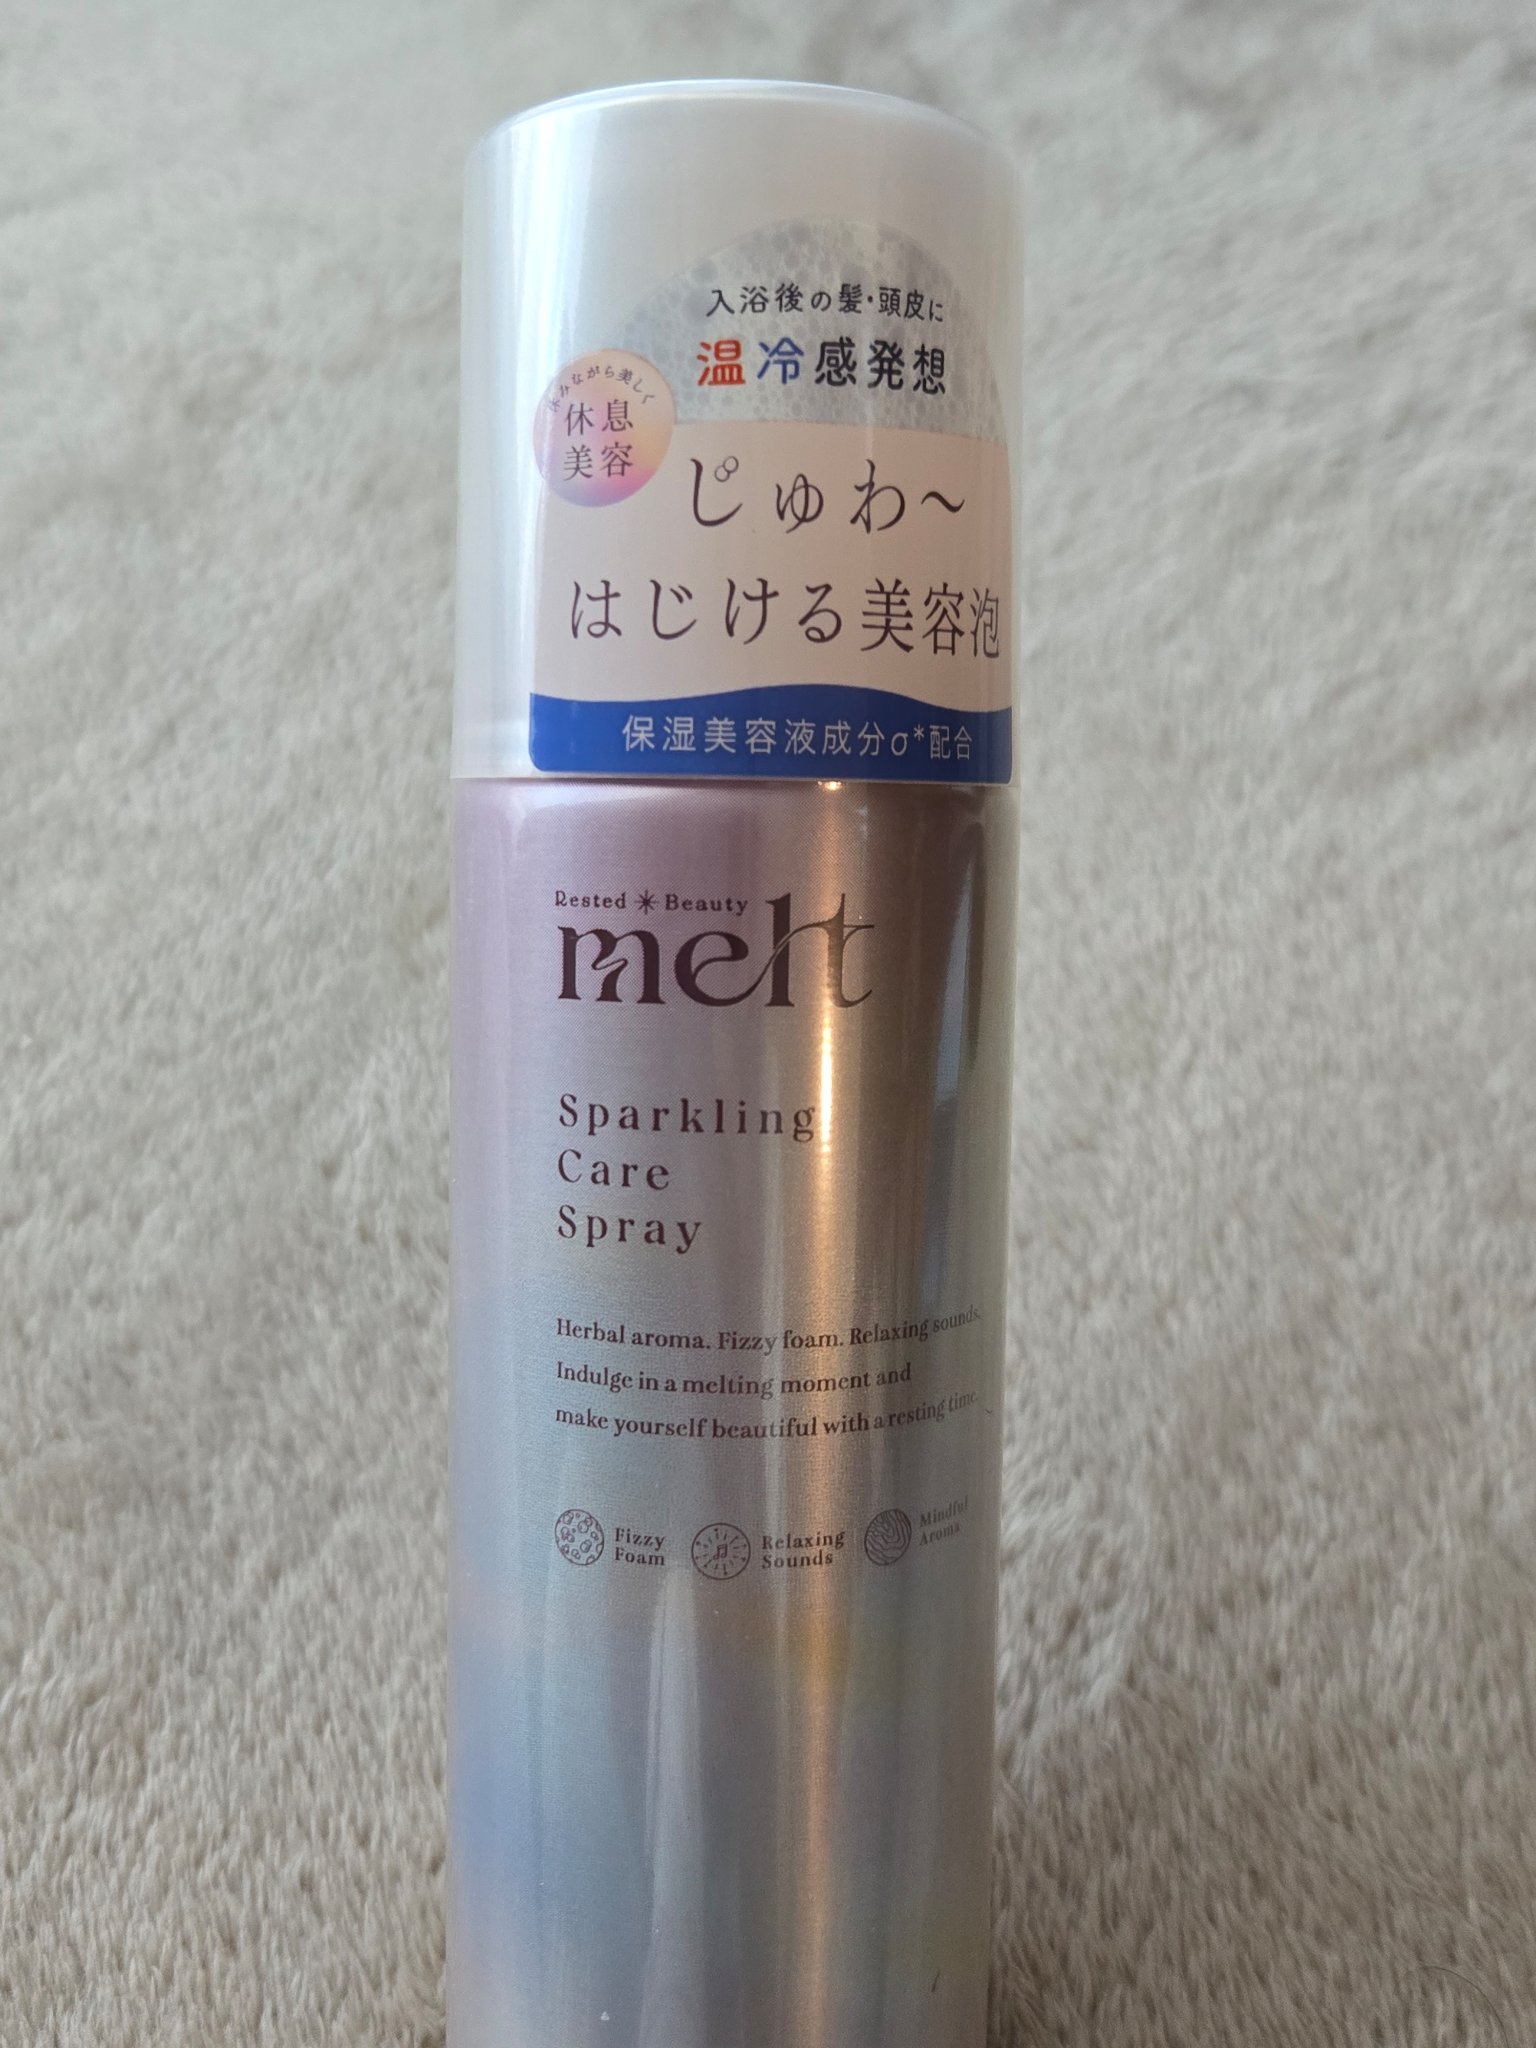 入浴後の髪・頭皮に
温冷感発想
休みながら美しく
休息
美容
じゅわ～
はじける美容泡
保湿美容液成分σ*配合
Rested * Beauty
melt
Sparkling
Care
Spray
Herbal aroma. Fizzy foam. Relaxing sounds.
Indulge in a melting moment and
make yourself beautiful with a resting time.
Fizzy
Foam
Relaxing
Sounds
Mindful
Aroma